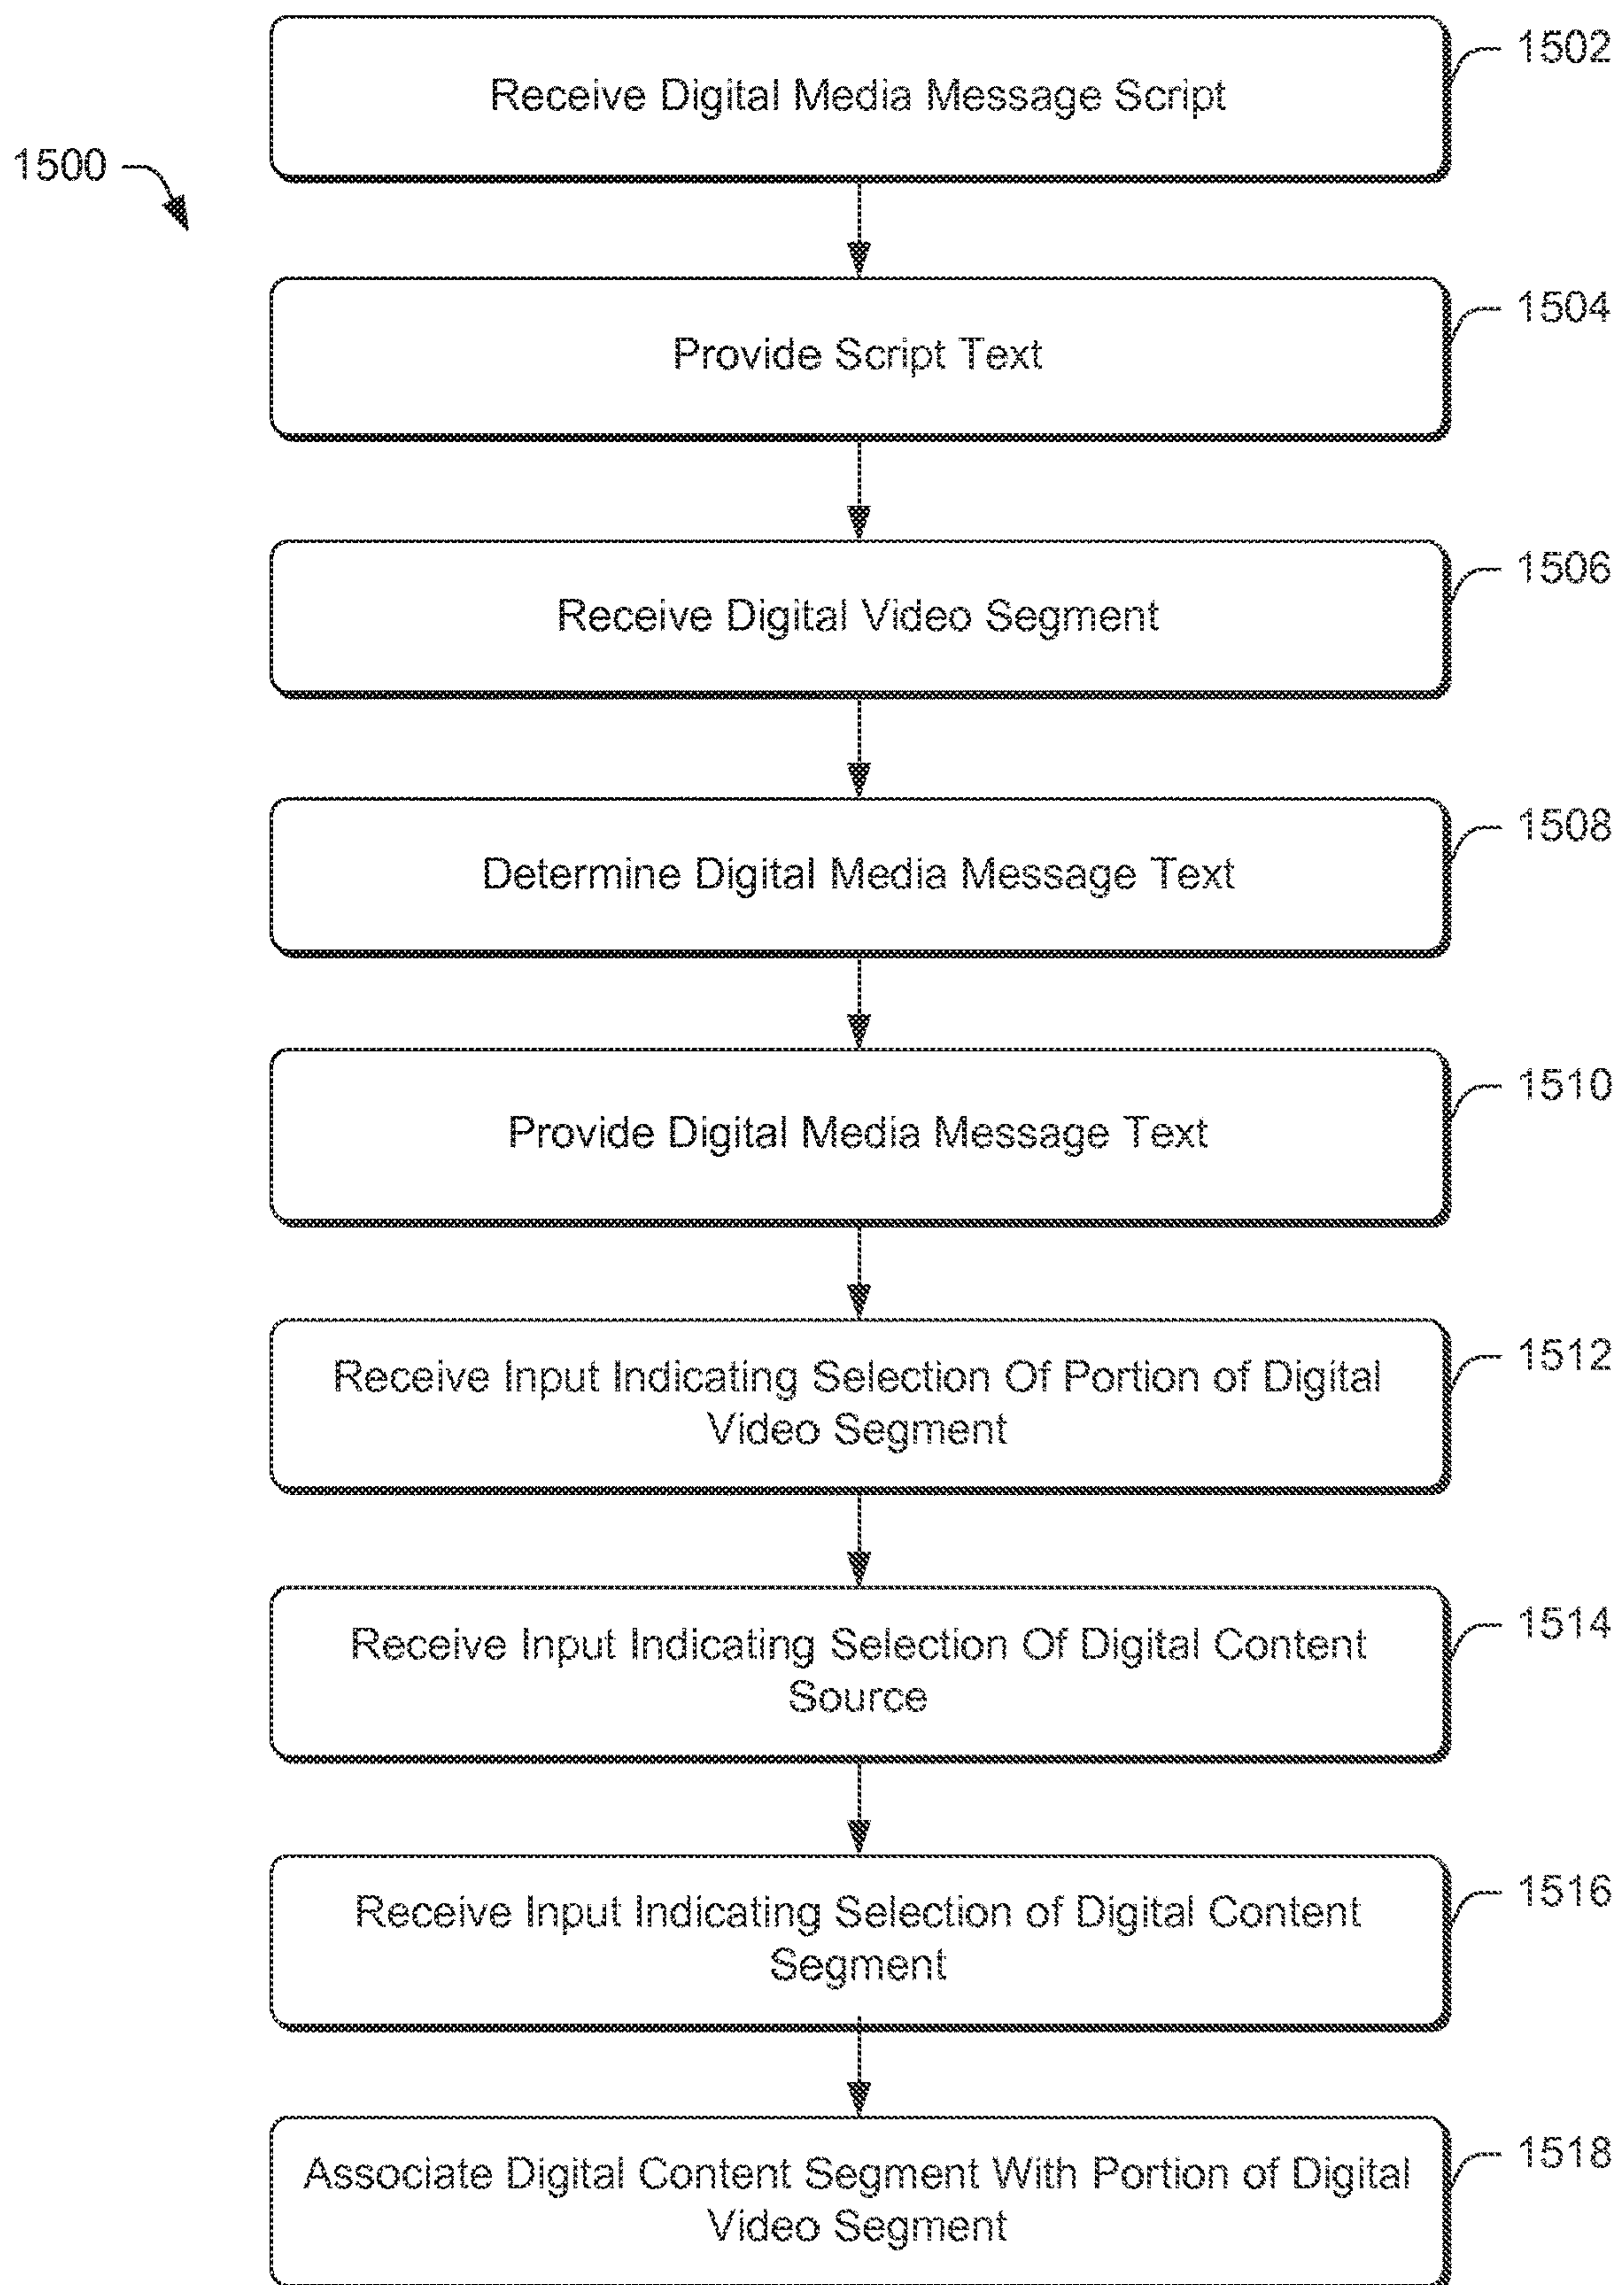 1502
Receive Digital Media Message Script
1500
1504
Provide Script Text
1506
Receive Digital Video Segment
1508
Determine Digital Media Message Text
1510
Provide Digital Media Message Text
1512
Receive Input Indicating Selection Of Portion of Digital
Video Segment
1514
Receive Input Indicating Selection Of Digital Content
Source
1516
Receive Input Indicating Selection of Digital Content
Segment
1518
Associate Digital Content Segment With Portion of Digital
Video Segment